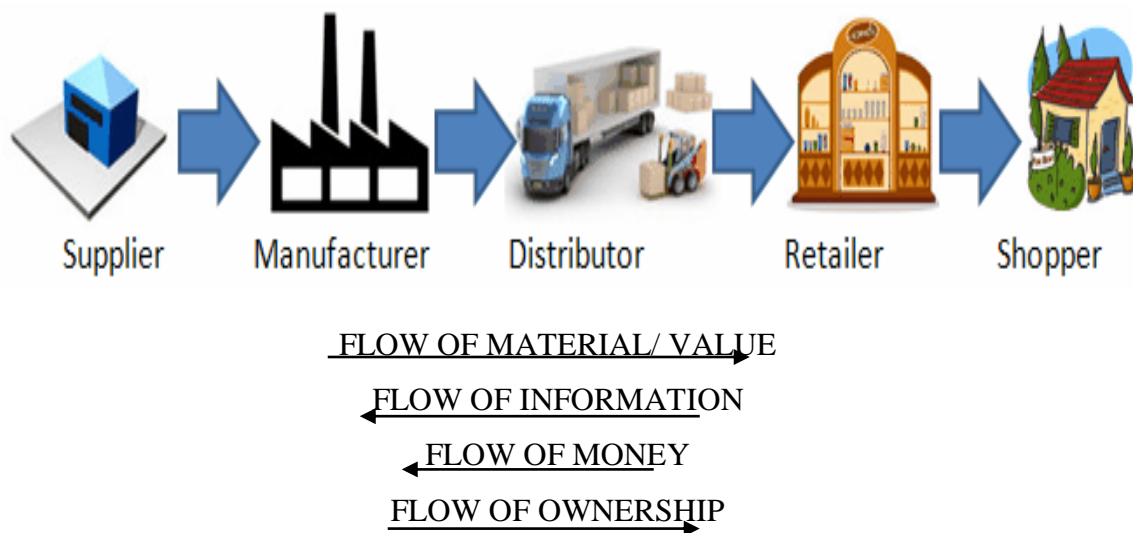 Supplier Manufacturer Distributor Retailer Shopper
FLOW OF MATERIAL/ VALUE
FLOW OF INFORMATION
FLOW OF MONEY
FLOW OF OWNERSHIP